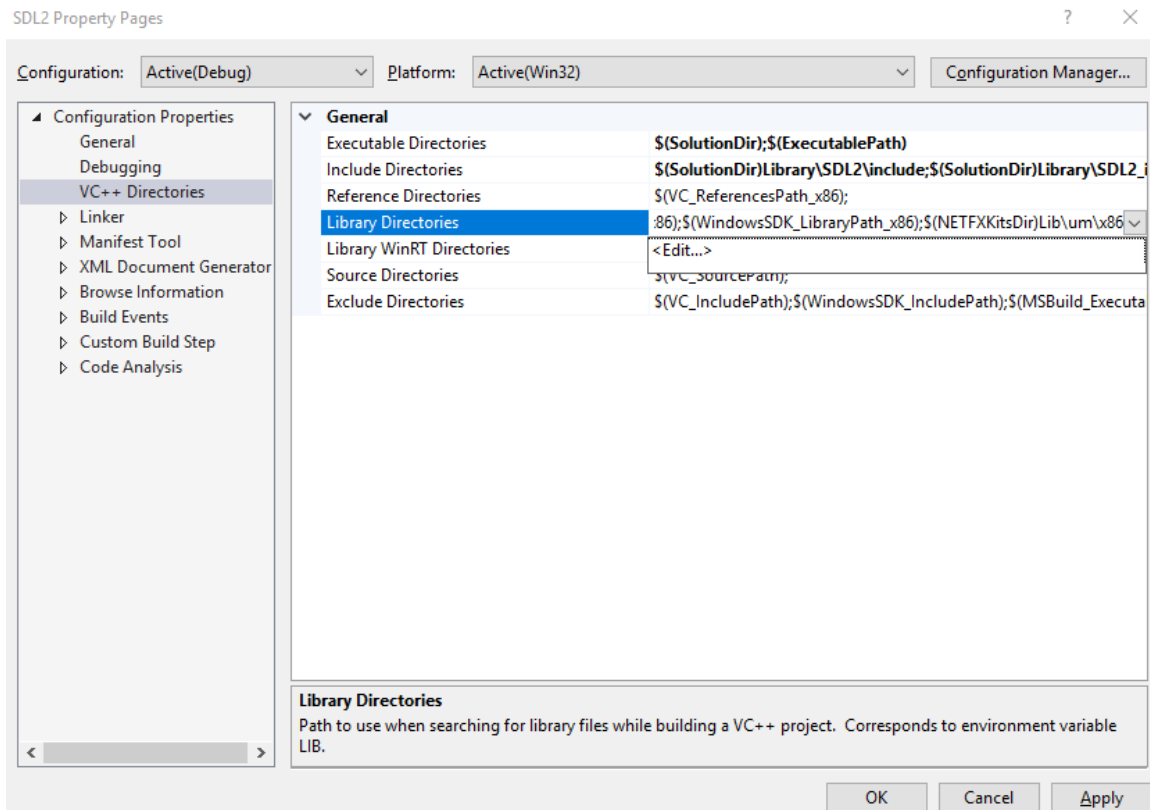 SDL2 Property Pages ?
Configuration: Active(Debug) Platform: Active(Win32) Configuration Manager...
Configuration Properties
General
Debugging
VC++ Directories
Linker
Manifest Tool
XML Document Generator
Browse Information
Build Events
Custom Build Step
Code Analysis
General
Executable Directories $(SolutionDir);$(ExecutablePath)
Include Directories $(SolutionDir)Library\SDL2\include;$(SolutionDir)Library\SDL2_i
Reference Directories $(VC_ReferencesPath_x86);
Library Directories :86);$(WindowsSDK_LibraryPath_x86);$(NETFXKitsDir)Lib\um\x86
Library WinRT Directories <Edit...>
Source Directories $(VC_SourcePath);
Exclude Directories $(VC_IncludePath);$(WindowsSDK_IncludePath);$(MSBuild_Executa
Library Directories
Path to use when searching for library files while building a VC++ project. Corresponds to environment variable
LIB.
OK Cancel Apply